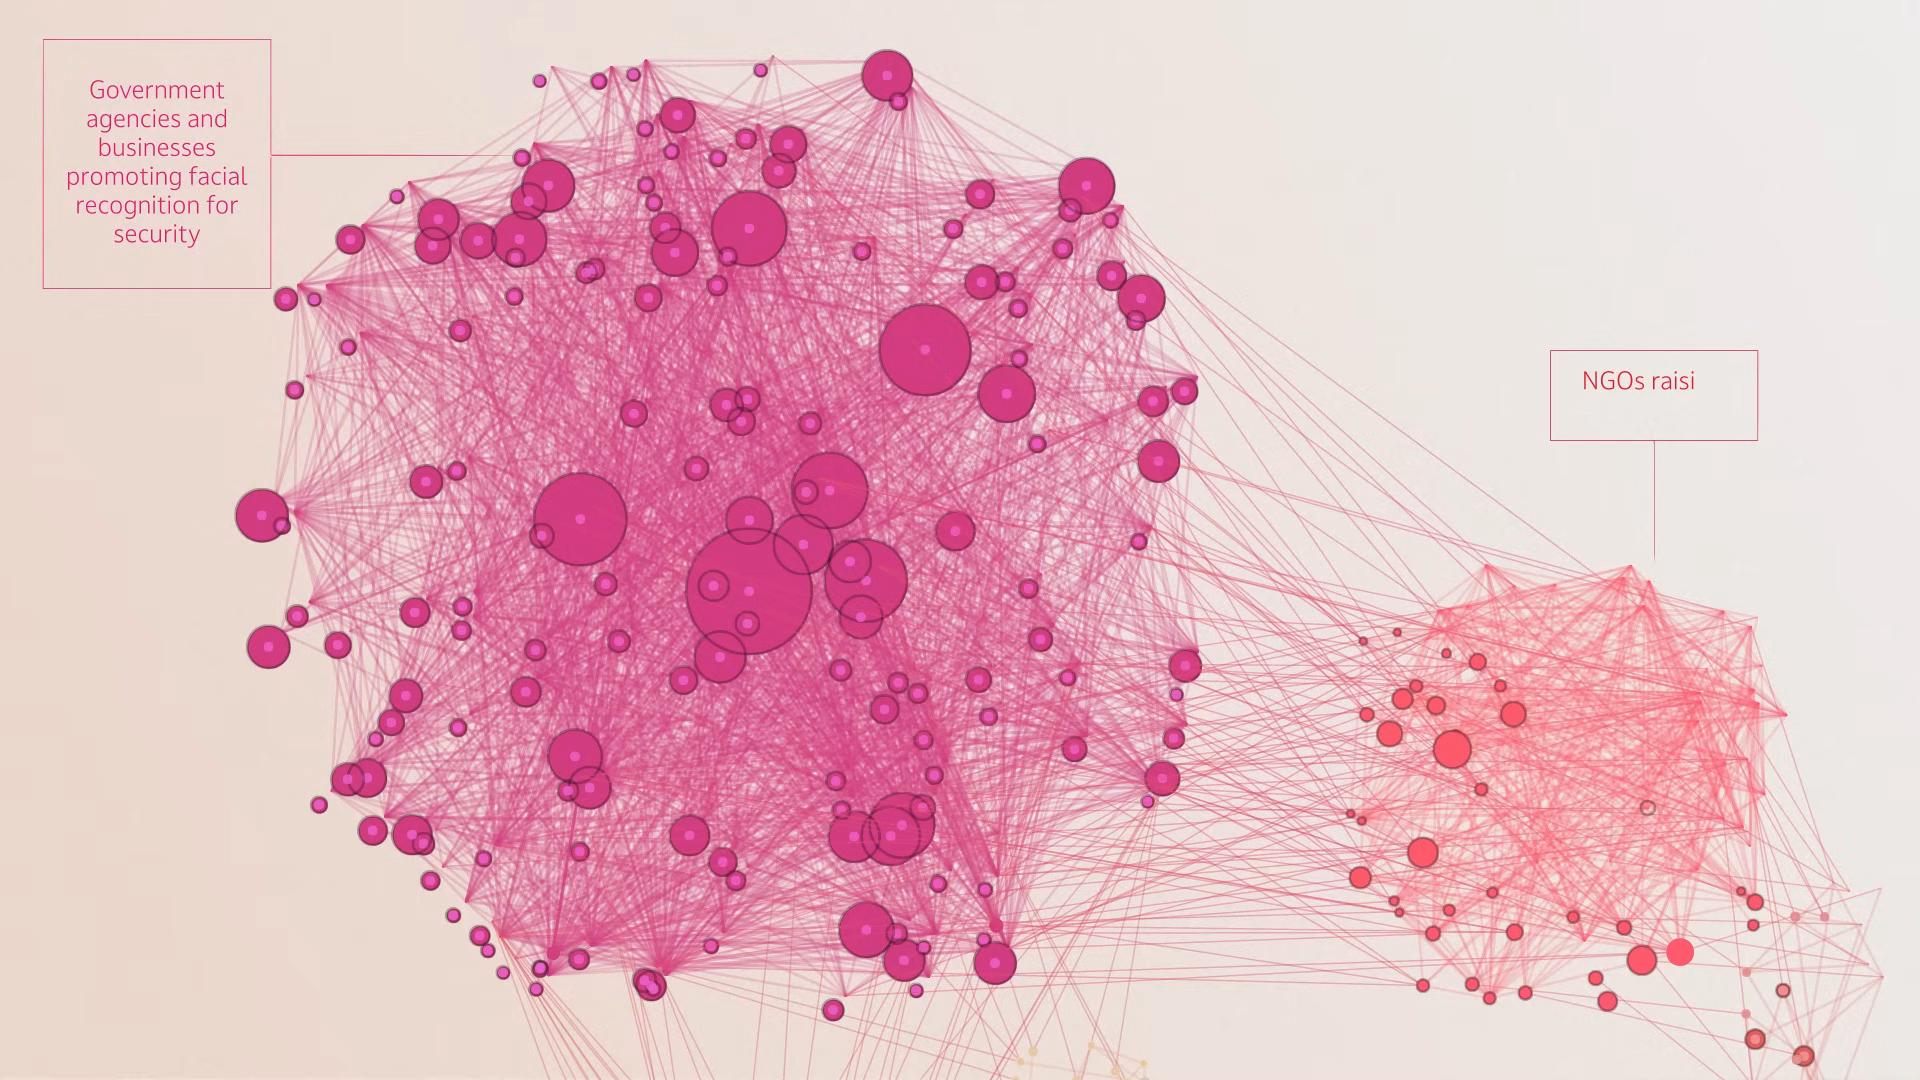 Government
agencies and
businesses
promoting facial
recognition for
security
NGOs raisi